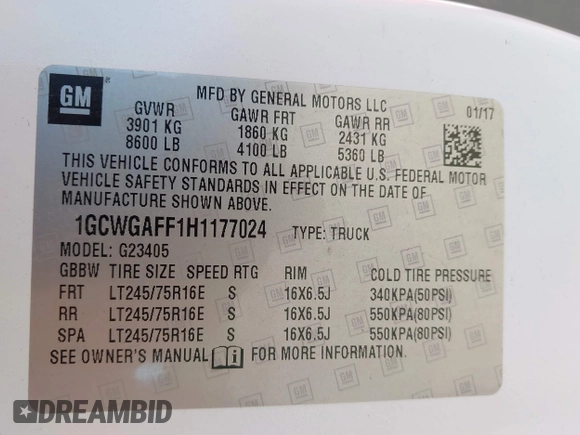 GM
MFD BY GENERAL MOTORS LLC
GVWR GAWR FRT GAWR RR 01/17
3901 KG 1860 KG 2431 KG
8600 LB 4100 LB 5360 LB
THIS VEHICLE CONFORMS TO ALL APPLICABLE U.S. FEDERAL MOTOR
VEHICLE SAFETY STANDARDS IN EFFECT ON THE DATE OF
MANUFACTURE SHOWN ABOVE.
1GCWGAFF1H1177024 TYPE: TRUCK
MODEL: G23405
GBBW TIRE SIZE SPEED RTG RIM COLD TIRE PRESSURE
FRT LT245/75R16E S 16X6.5J 340KPA(50PSI)
RR LT245/75R16E S 16X6.5J 550KPA(80PSI)
SPA LT245/75R16E S 16X6.5J 550KPA(80PSI)
SEE OWNER'S MANUAL FOR MORE INFORMATION.
DREAMBID